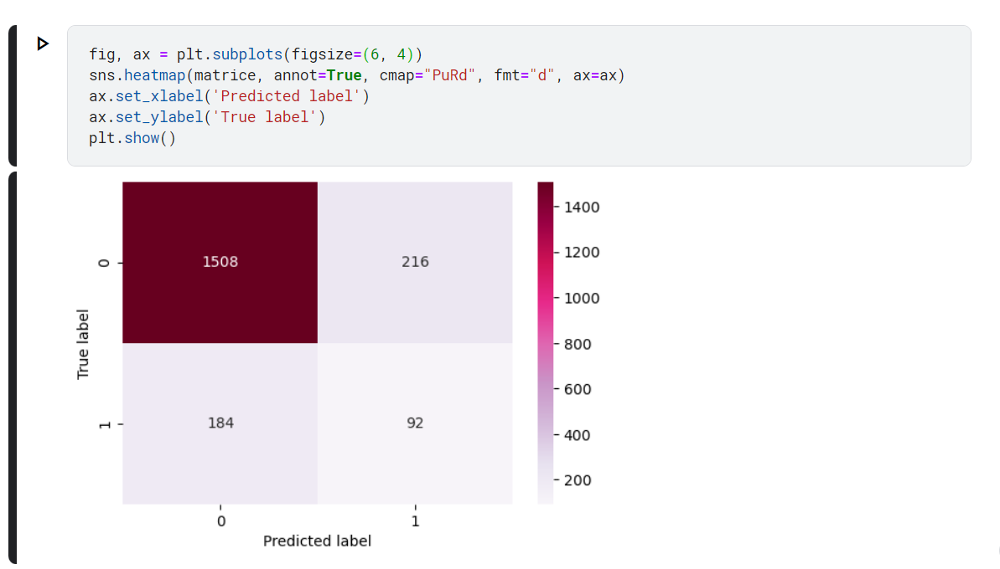 fig, ax = plt.subplots(figsize=(6, 4))
sns.heatmap(matrice, annot=True, cmap="PuRd", fmt="d", ax=ax)
ax.set_xlabel('Predicted label')
ax.set_ylabel('True label')
plt.show()
1400
1200
1000
800
600
400
200
True label
0
1508
216
1
184
92
0
1
Predicted label